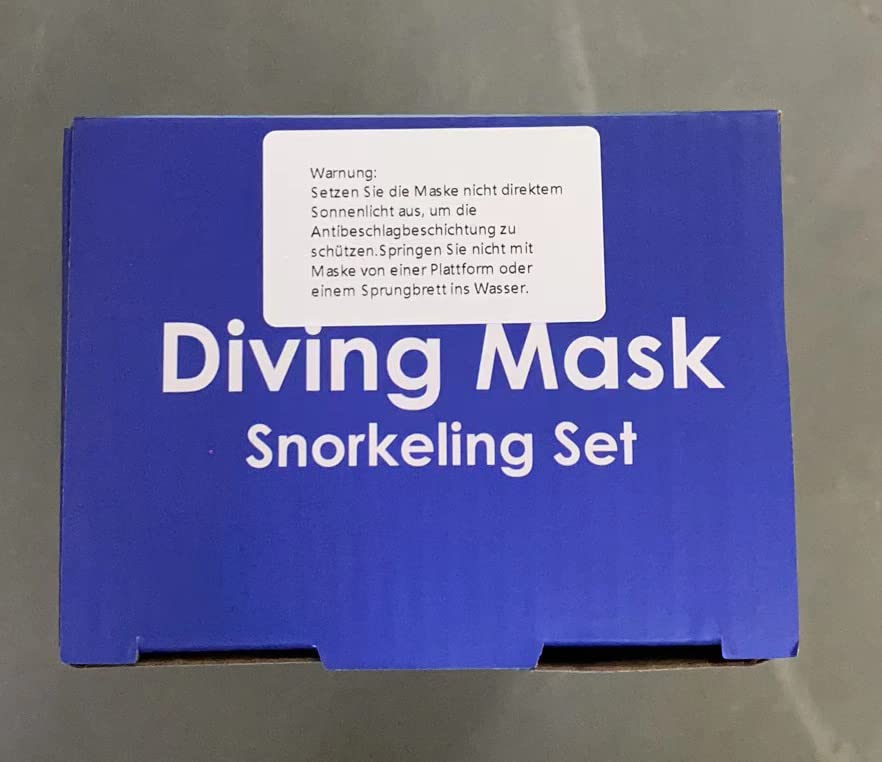 Warnung:
Setzen Sie die Maske nicht direktem
Sonnenlicht aus, um die
Antibeschlagbeschichtung zu
schützen.Springen Sie nicht mit
Maske von einer Plattform oder
einem Sprungbrett ins Wasser.
Diving Mask
Snorkeling Set